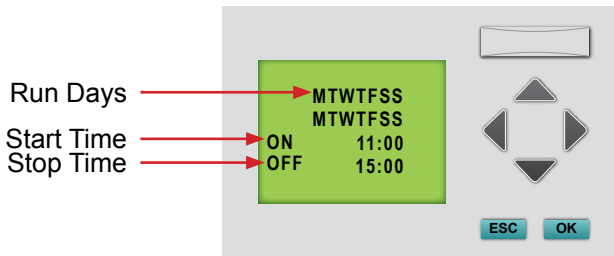 Run Days
MTWTFSS
MTWTFSS
Start Time
ON 11:00
Stop Time
OFF 15:00
ESC OK